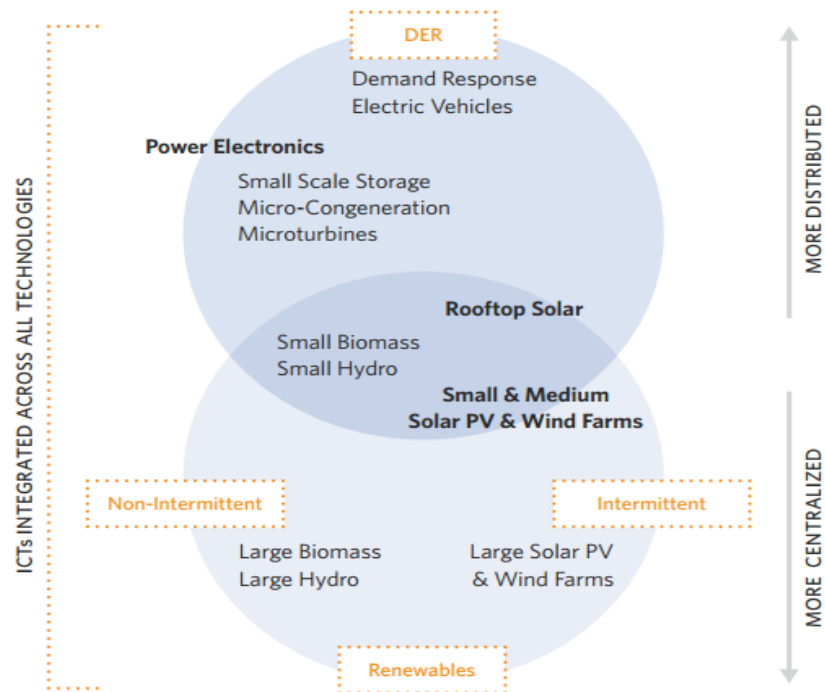 DER
Demand Response
Electric Vehicles
Power Electronics
Small Scale Storage
Micro-Congeneration
Microturbines
Rooftop Solar
Small Biomass
Small Hydro
Small & Medium
Solar PV & Wind Farms
Non-Intermittent
Intermittent
Large Biomass
Large Hydro
Large Solar PV
& Wind Farms
Renewables
ICTs INTEGRATED ACROSS ALL TECHNOLOGIES
MORE DISTRIBUTED
MORE CENTRALIZED